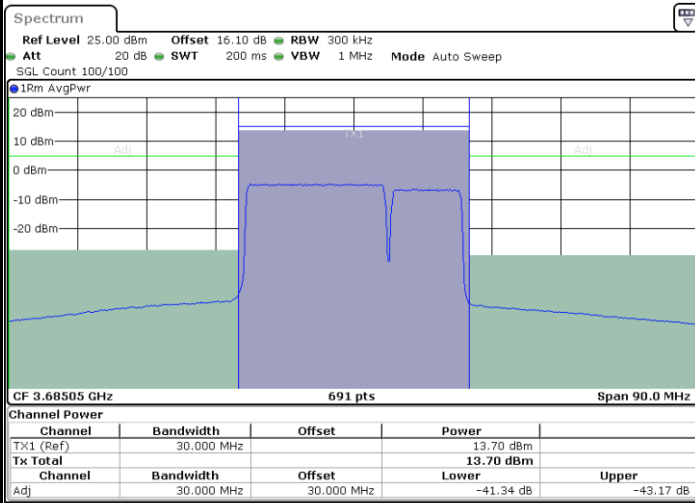 Spectrum
Ref Level 25.00 dBm Offset 16.10 dB RBW 300 kHz
Att 20 dB SWT 200 ms VBW 1 MHz Mode Auto Sweep
SGL Count 100/100
1Rm AvgPwr
20 dBm
TX1
10 dBm
Adj Adj
0 dBm
-10 dBm
-20 dBm
CF 3.68505 GHz 691 pts Span 90.0 MHz
Channel Power
Channel Bandwidth Offset Power
TX1 (Ref) 30.000 MHz 13.70 dBm
Tx Total 13.70 dBm
Channel Bandwidth Offset Lower Upper
Adj 30.000 MHz 30.000 MHz -41.34 dB -43.17 dB